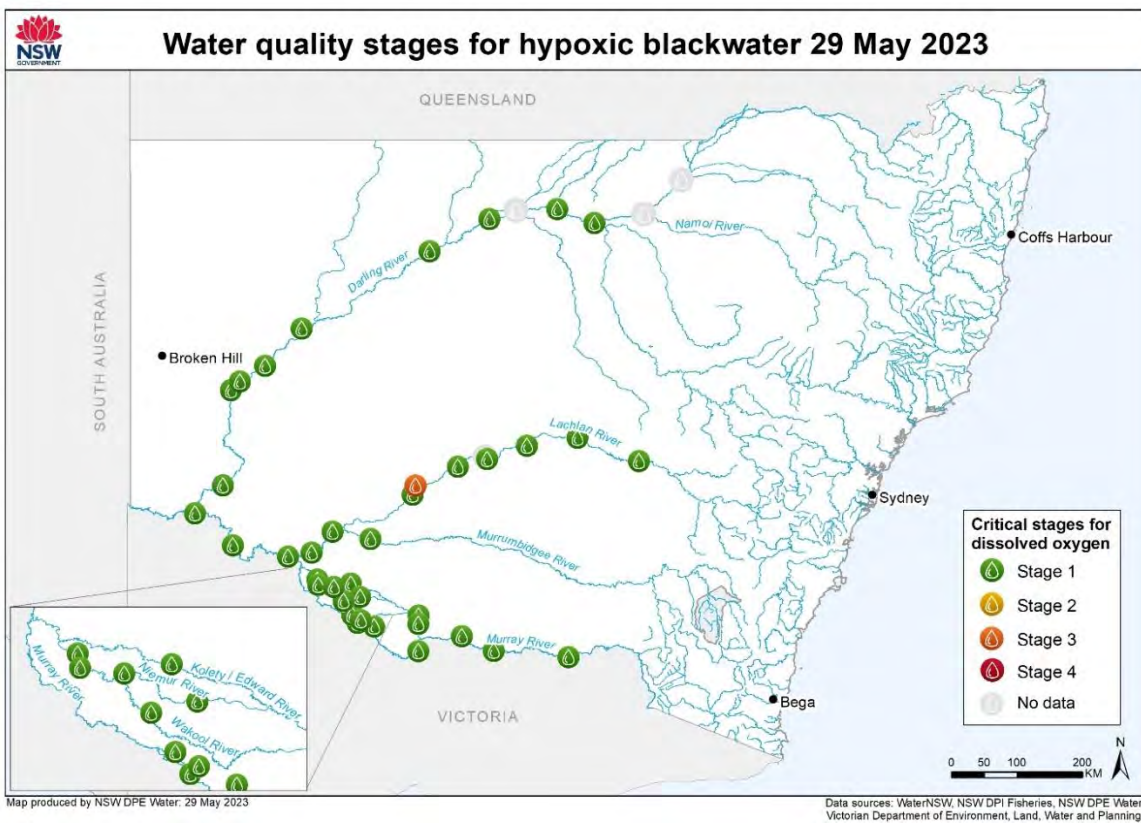 NSW
GOVERNMENT
Water quality stages for hypoxic blackwater 29 May 2023
QUEENSLAND
SOUTH AUSTRALIA
Namoi River
Coffs Harbour
Darling River
Broken Hill
Lachlan River
Sydney
Murrumbidgee River
Murray River
Bega
VICTORIA
Murray River
Kolety / Edward River
Niemur River
Wakool River
Critical stages for
dissolved oxygen
Stage 1
Stage 2
Stage 3
Stage 4
No data
N
0 50 100 200
KM
Map produced by NSW DPE Water: 29 May 2023
Data sources: WaterNSW, NSW DPI Fisheries, NSW DPE Water
Victorian Department of Environment, Land, Water and Planning